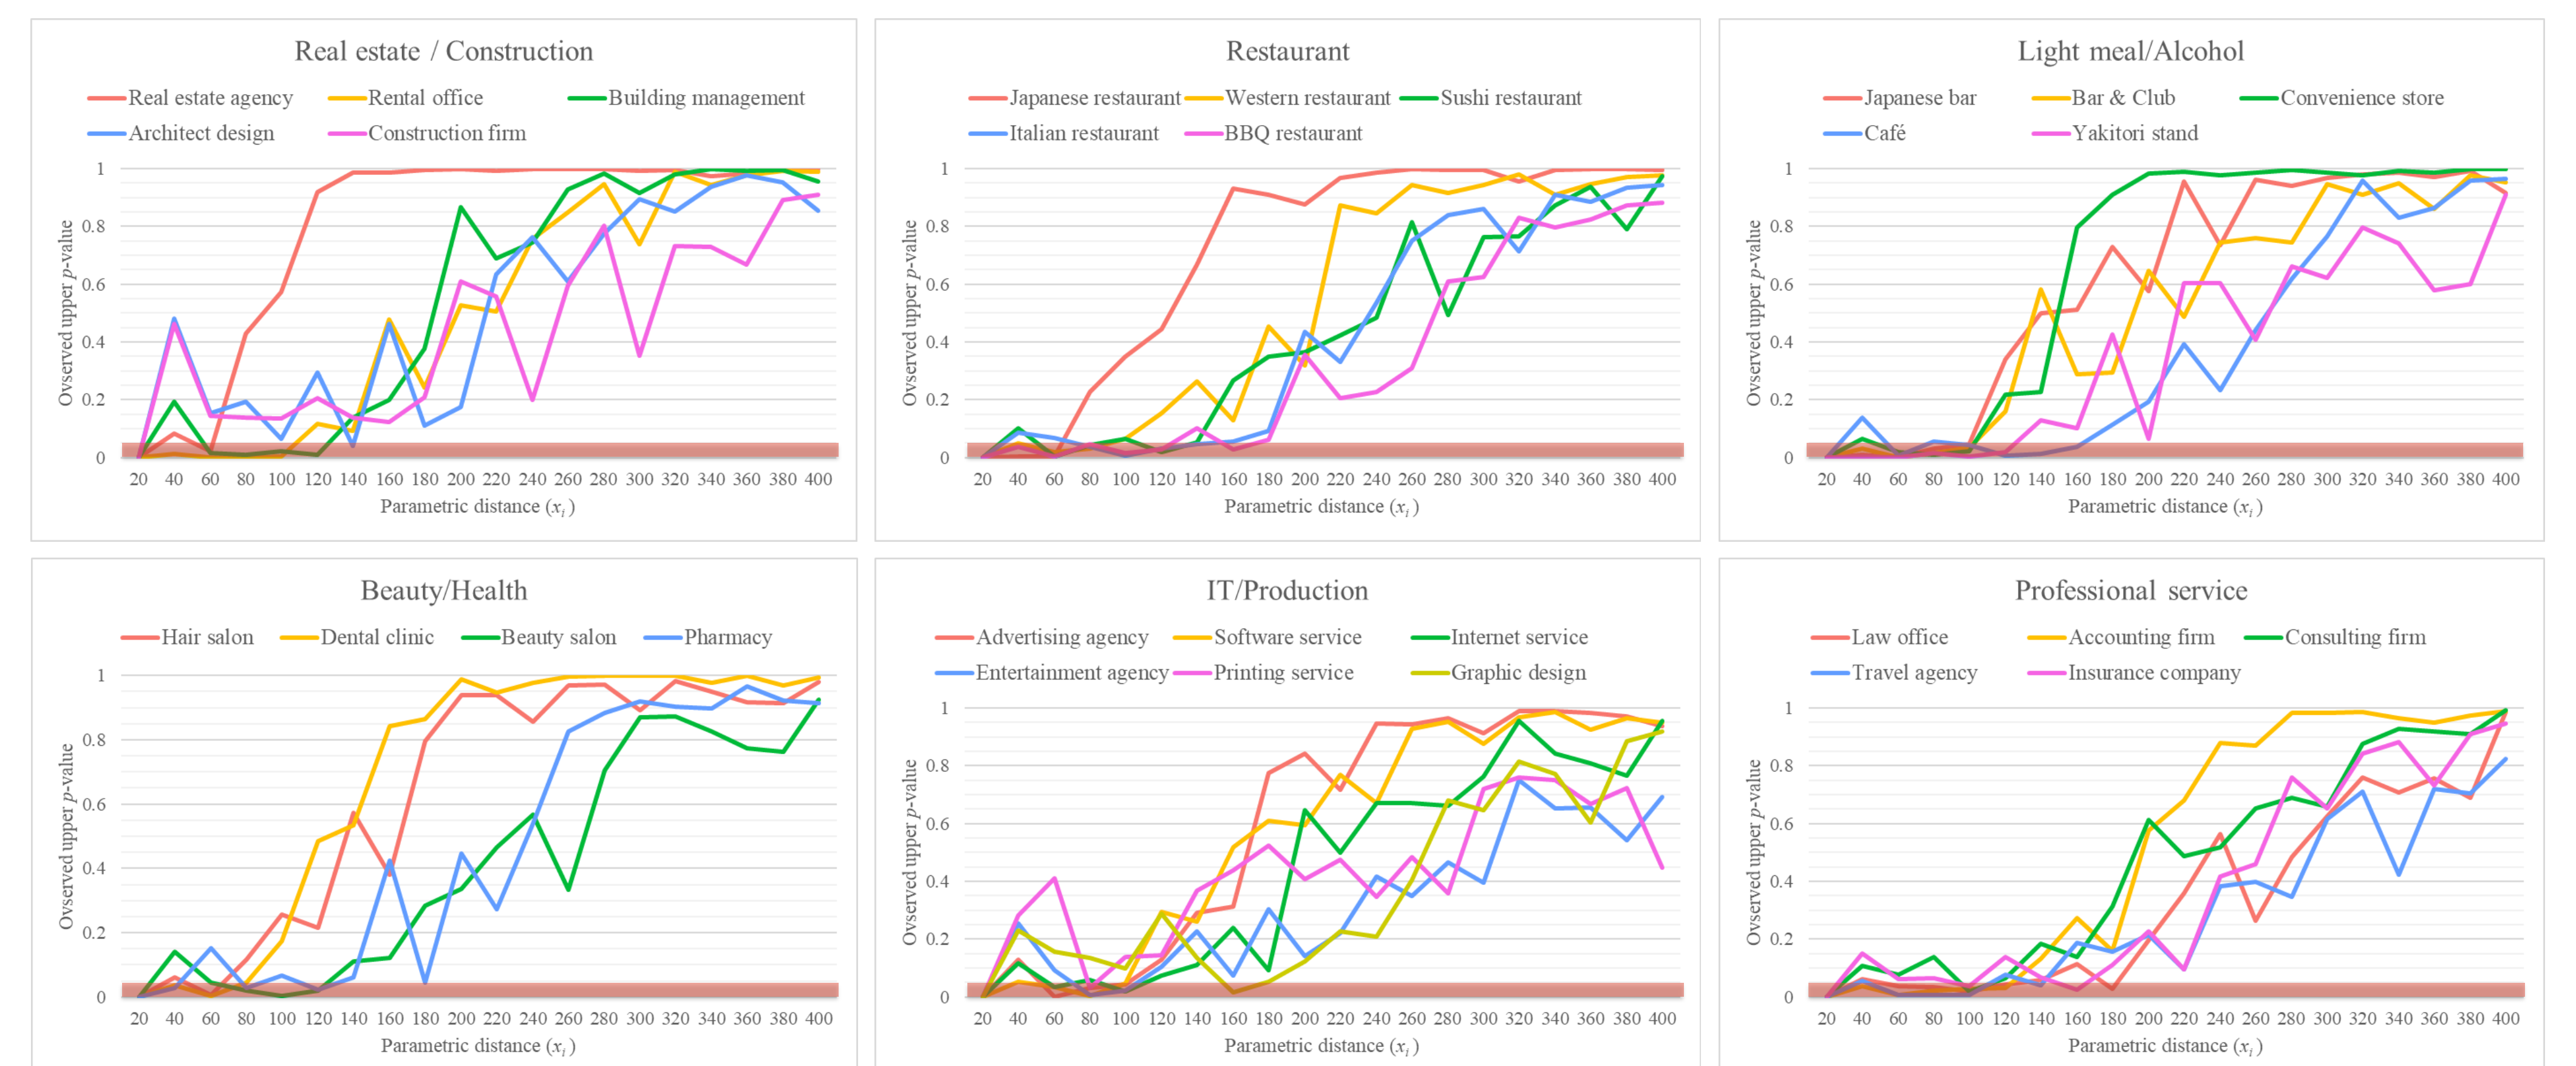 Real estate / Construction
Real estate agency Rental office Building management
Architect design Construction firm
Ovserved upper p-value
1
0.8
0.6
0.4
0.2
0
20 40 60 80 100 120 140 160 180 200 220 240 260 280 300 320 340 360 380 400
Parametric distance (xi)
Restaurant
Japanese restaurant Western restaurant Sushi restaurant
Italian restaurant BBQ restaurant
Ovserved upper p-value
1
0.8
0.6
0.4
0.2
0
20 40 60 80 100 120 140 160 180 200 220 240 260 280 300 320 340 360 380 400
Parametric distance (xi)
Light meal/Alcohol
Japanese bar Bar & Club Convenience store
Café Yakitori stand
Ovserved upper p-value
1
0.8
0.6
0.4
0.2
0
20 40 60 80 100 120 140 160 180 200 220 240 260 280 300 320 340 360 380 400
Parametric distance (xi)
Beauty/Health
Hair salon Dental clinic Beauty salon Pharmacy
Ovserved upper p-value
1
0.8
0.6
0.4
0.2
0
20 40 60 80 100 120 140 160 180 200 220 240 260 280 300 320 340 360 380 400
Parametric distance (xi)
IT/Production
Advertising agency Software service Internet service
Entertainment agency Printing service Graphic design
Ovserved upper p-value
1
0.8
0.6
0.4
0.2
0
20 40 60 80 100 120 140 160 180 200 220 240 260 280 300 320 340 360 380 400
Parametric distance (xi)
Professional service
Law office Accounting firm Consulting firm
Travel agency Insurance company
Ovserved upper p-value
1
0.8
0.6
0.4
0.2
0
20 40 60 80 100 120 140 160 180 200 220 240 260 280 300 320 340 360 380 400
Parametric distance (xi)